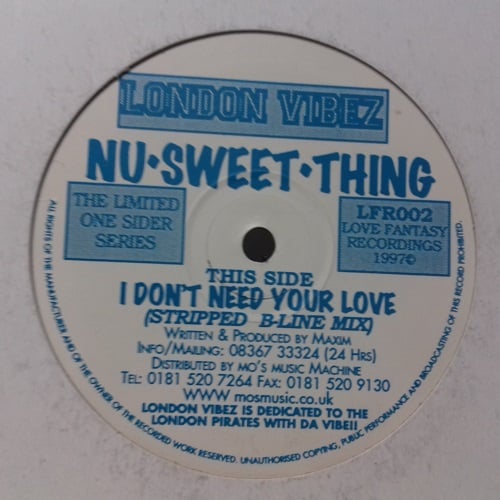 LONDON VIBEZ
NU•SWEET•THING
THE LIMITED
ONE SIDER
SERIES
LFR002
LOVE FANTASY
RECORDINGS
1997©
THIS SIDE
I DON'T NEED YOUR LOVE
(STRIPPED B-LINE MIX)
WRITTEN & PRODUCED BY MAXIM
INFO/MAILING: 08367 33324 (24 HRS)
DISTRIBUTED BY MO'S MUSIC MACHINE
TEL: 0181 520 7264 FAX: 0181 520 9130
WWW mosmusic.co.uk
LONDON VIBEZ IS DEDICATED TO THE
LONDON PIRATES WITH DA VIBE!!
ALL RIGHTS OF THE MANUFACTURER AND OF THE OWNER OF THE RECORDED WORK RESERVED. UNAUTHORISED COPYING, PUBLIC PERFORMANCE AND BROADCASTING OF THIS RECORD PROHIBITED.